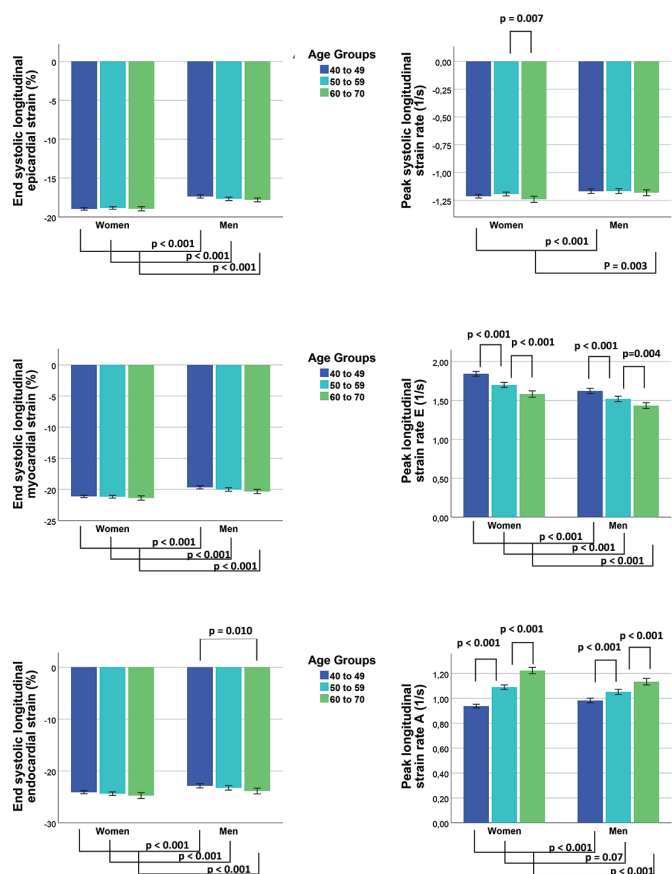 End systolic longitudinal
epicardial strain (%)
0
-5
-10
-15
-20
Women
Men
p < 0.001
p < 0.001
p < 0.001
Age Groups
40 to 49
50 to 59
60 to 70
Peak systolic longitudinal
strain rate (1/s)
p = 0.007
0,00
-0,25
-0,50
-0,75
-1,00
-1,25
Women
Men
p < 0.001
P = 0.003
End systolic longitudinal
myocardial strain (%)
0
-5
-10
-15
-20
-25
Women
Men
p < 0.001
p < 0.001
p < 0.001
Age Groups
40 to 49
50 to 59
60 to 70
Peak longitudinal
strain rate E (1/s)
p < 0.001
p < 0.001
p < 0.001
p=0.004
2,00
1,50
1,00
0,50
0,00
Women
Men
p < 0.001
p < 0.001
p < 0.001
End systolic longitudinal
endocardial strain (%)
p = 0.010
0
-10
-20
-30
Women
Men
p < 0.001
p < 0.001
p < 0.001
Age Groups
40 to 49
50 to 59
60 to 70
Peak longitudinal
strain rate A (1/s)
p < 0.001
p < 0.001
p < 0.001
p < 0.001
1,20
1,00
0,80
0,60
0,40
0,20
0,00
Women
Men
p < 0.001
p = 0.07
p < 0.001